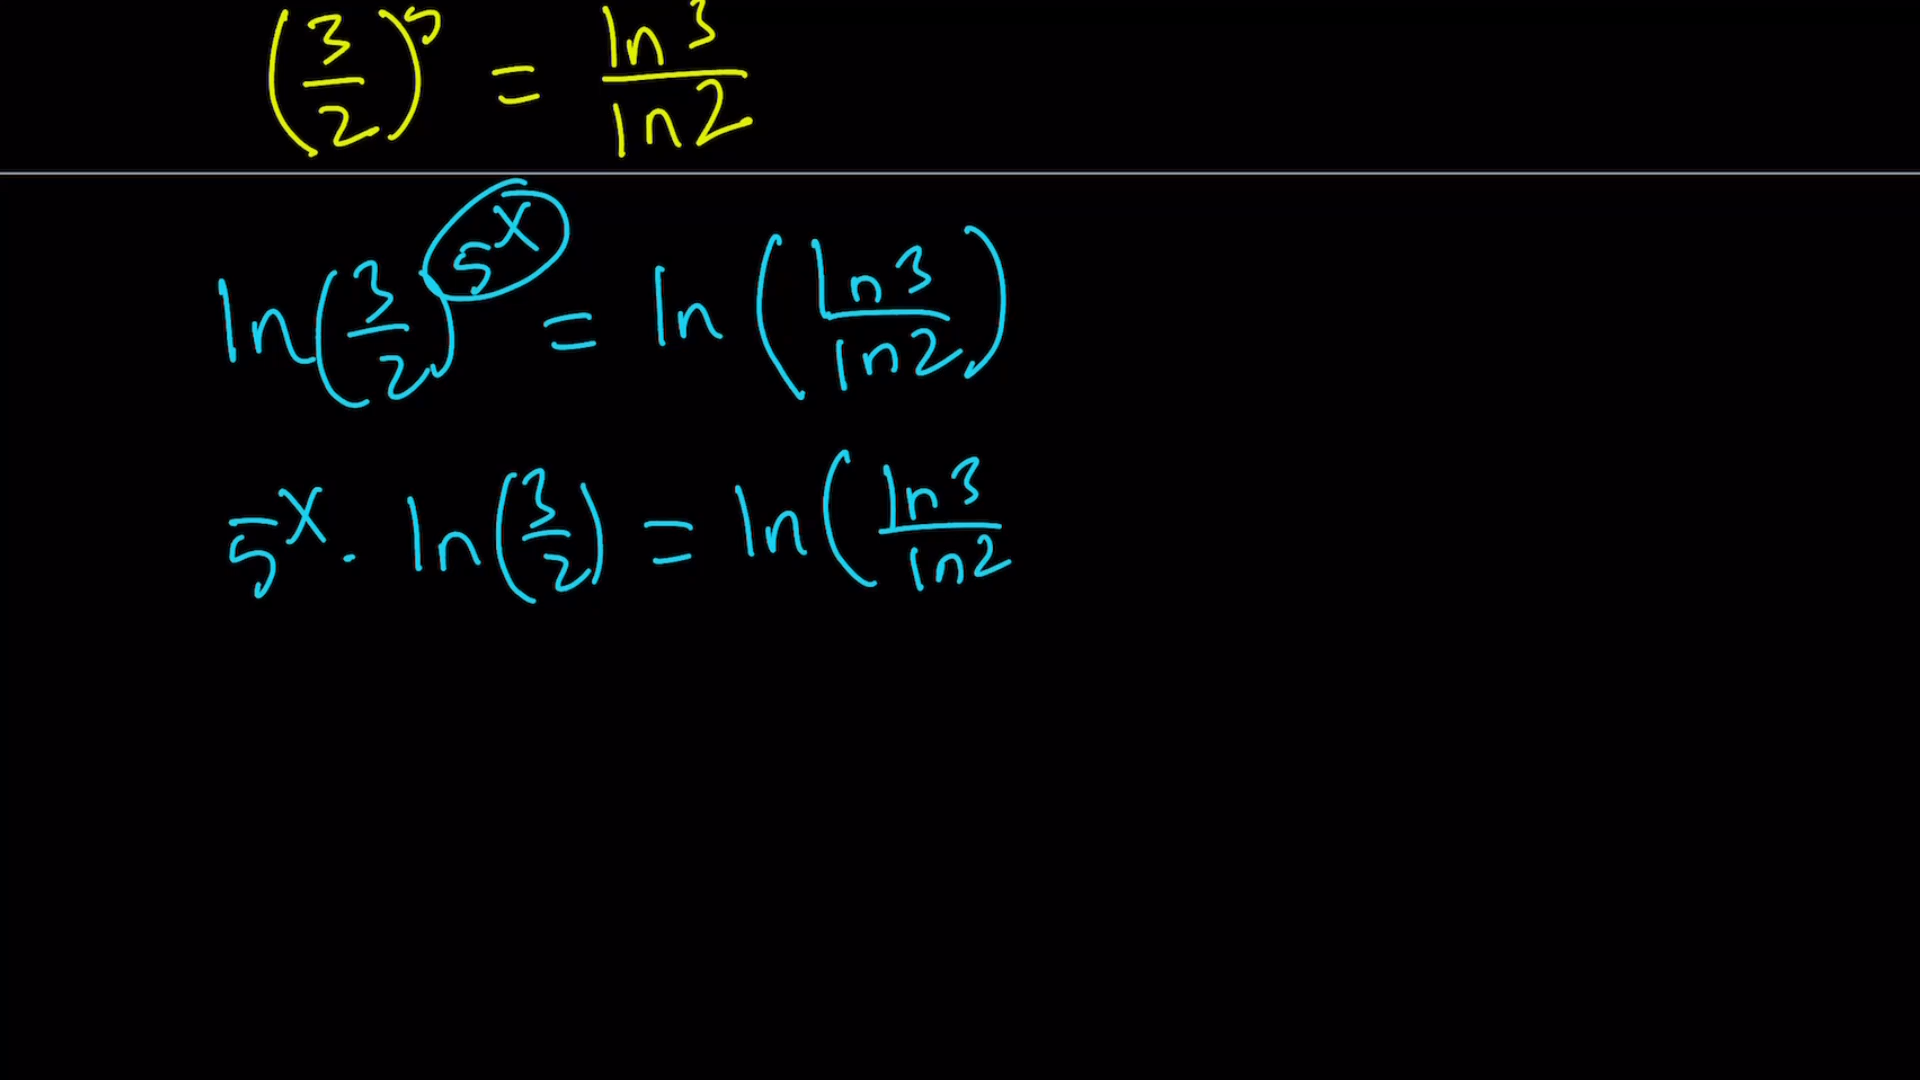 (3/2)^5 = ln3/ln2
ln(3/2)^5^x = ln(ln3/ln2)
5^x · ln(3/2) = ln(ln3/ln2